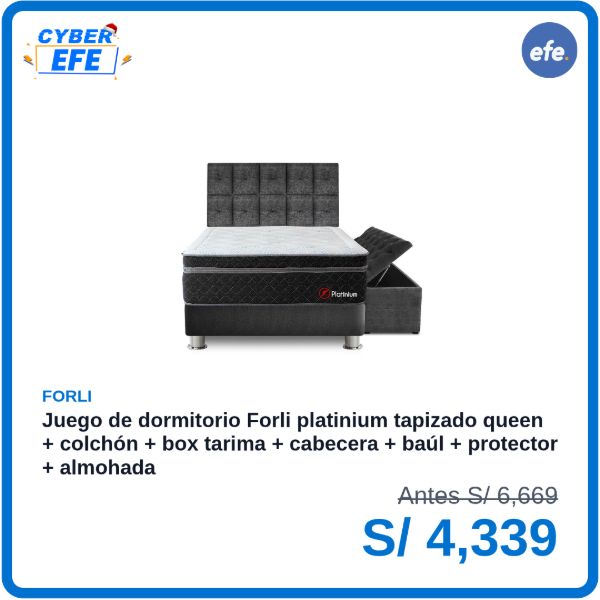 CYBER
EFE
efe.
Platinium
FORLI
Juego de dormitorio Forli platinium tapizado queen
+ colchón + box tarima + cabecera + baúl + protector
+ almohada
Antes S/ 6,669
S/ 4,339